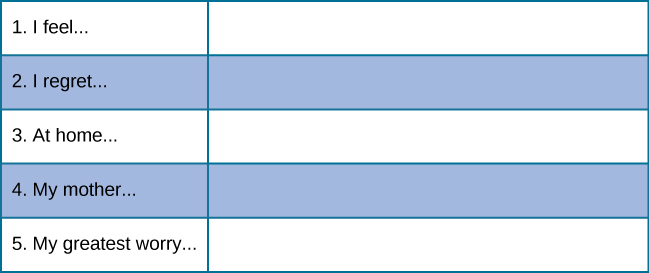 1. I feel...
2. I regret...
3. At home...
4. My mother...
5. My greatest worry...